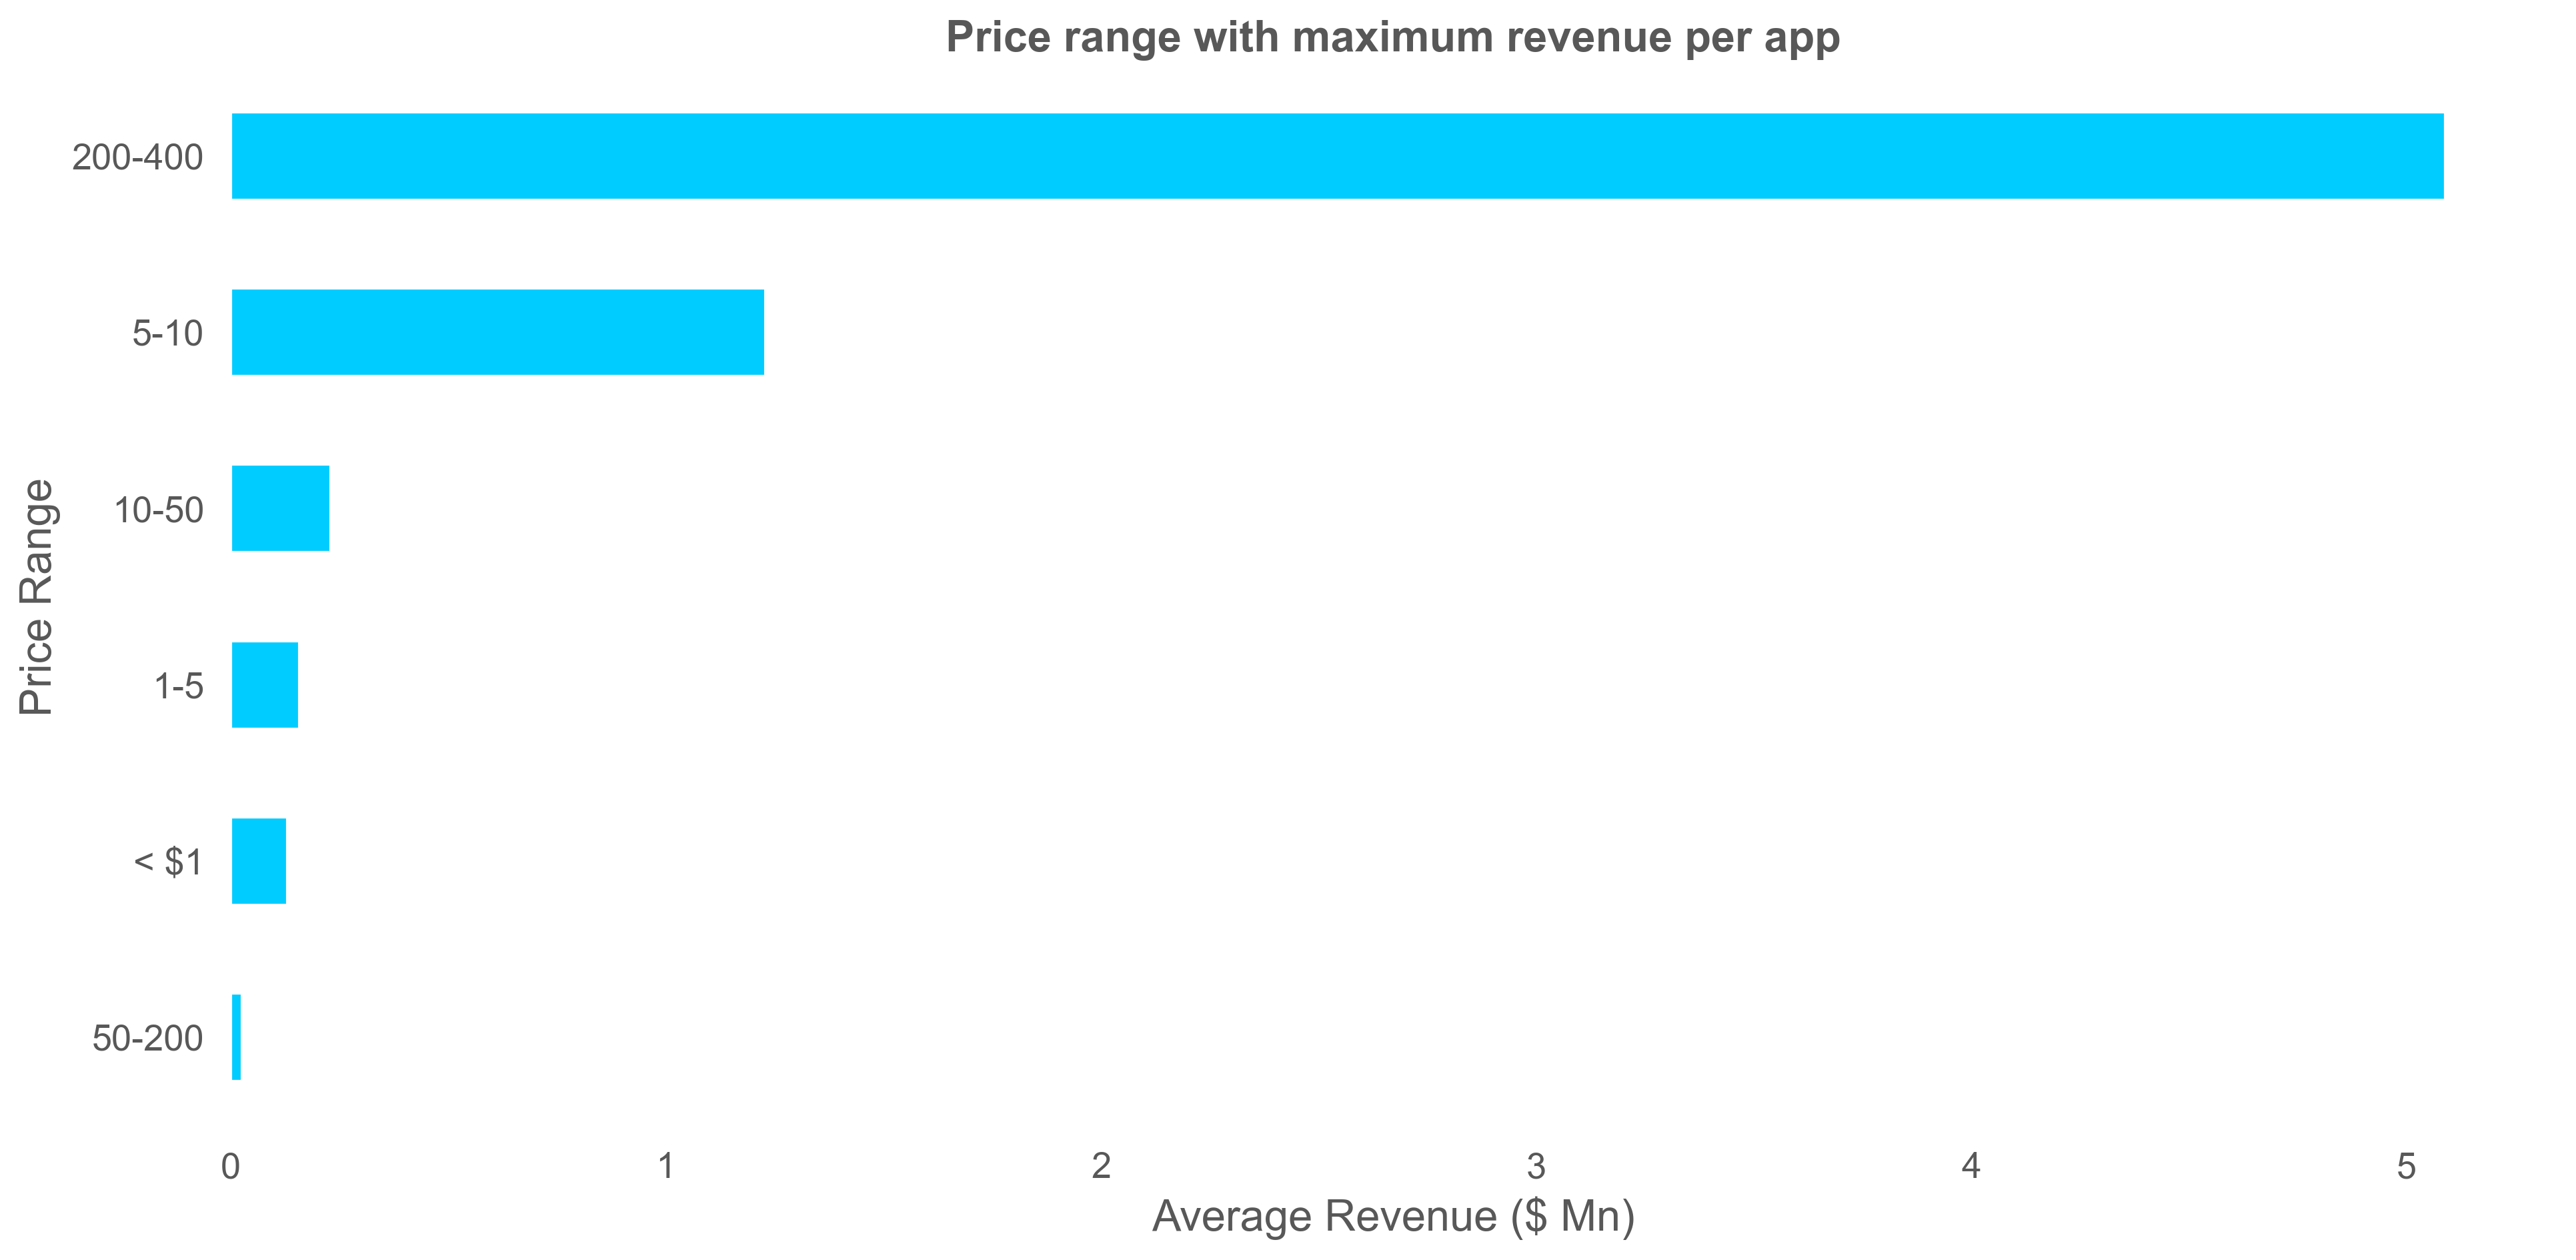 Price range with maximum revenue per app
200-400
5-10
10-50
1-5
< $1
50-200
Price Range
0 1 2 3 4 5
Average Revenue ($ Mn)